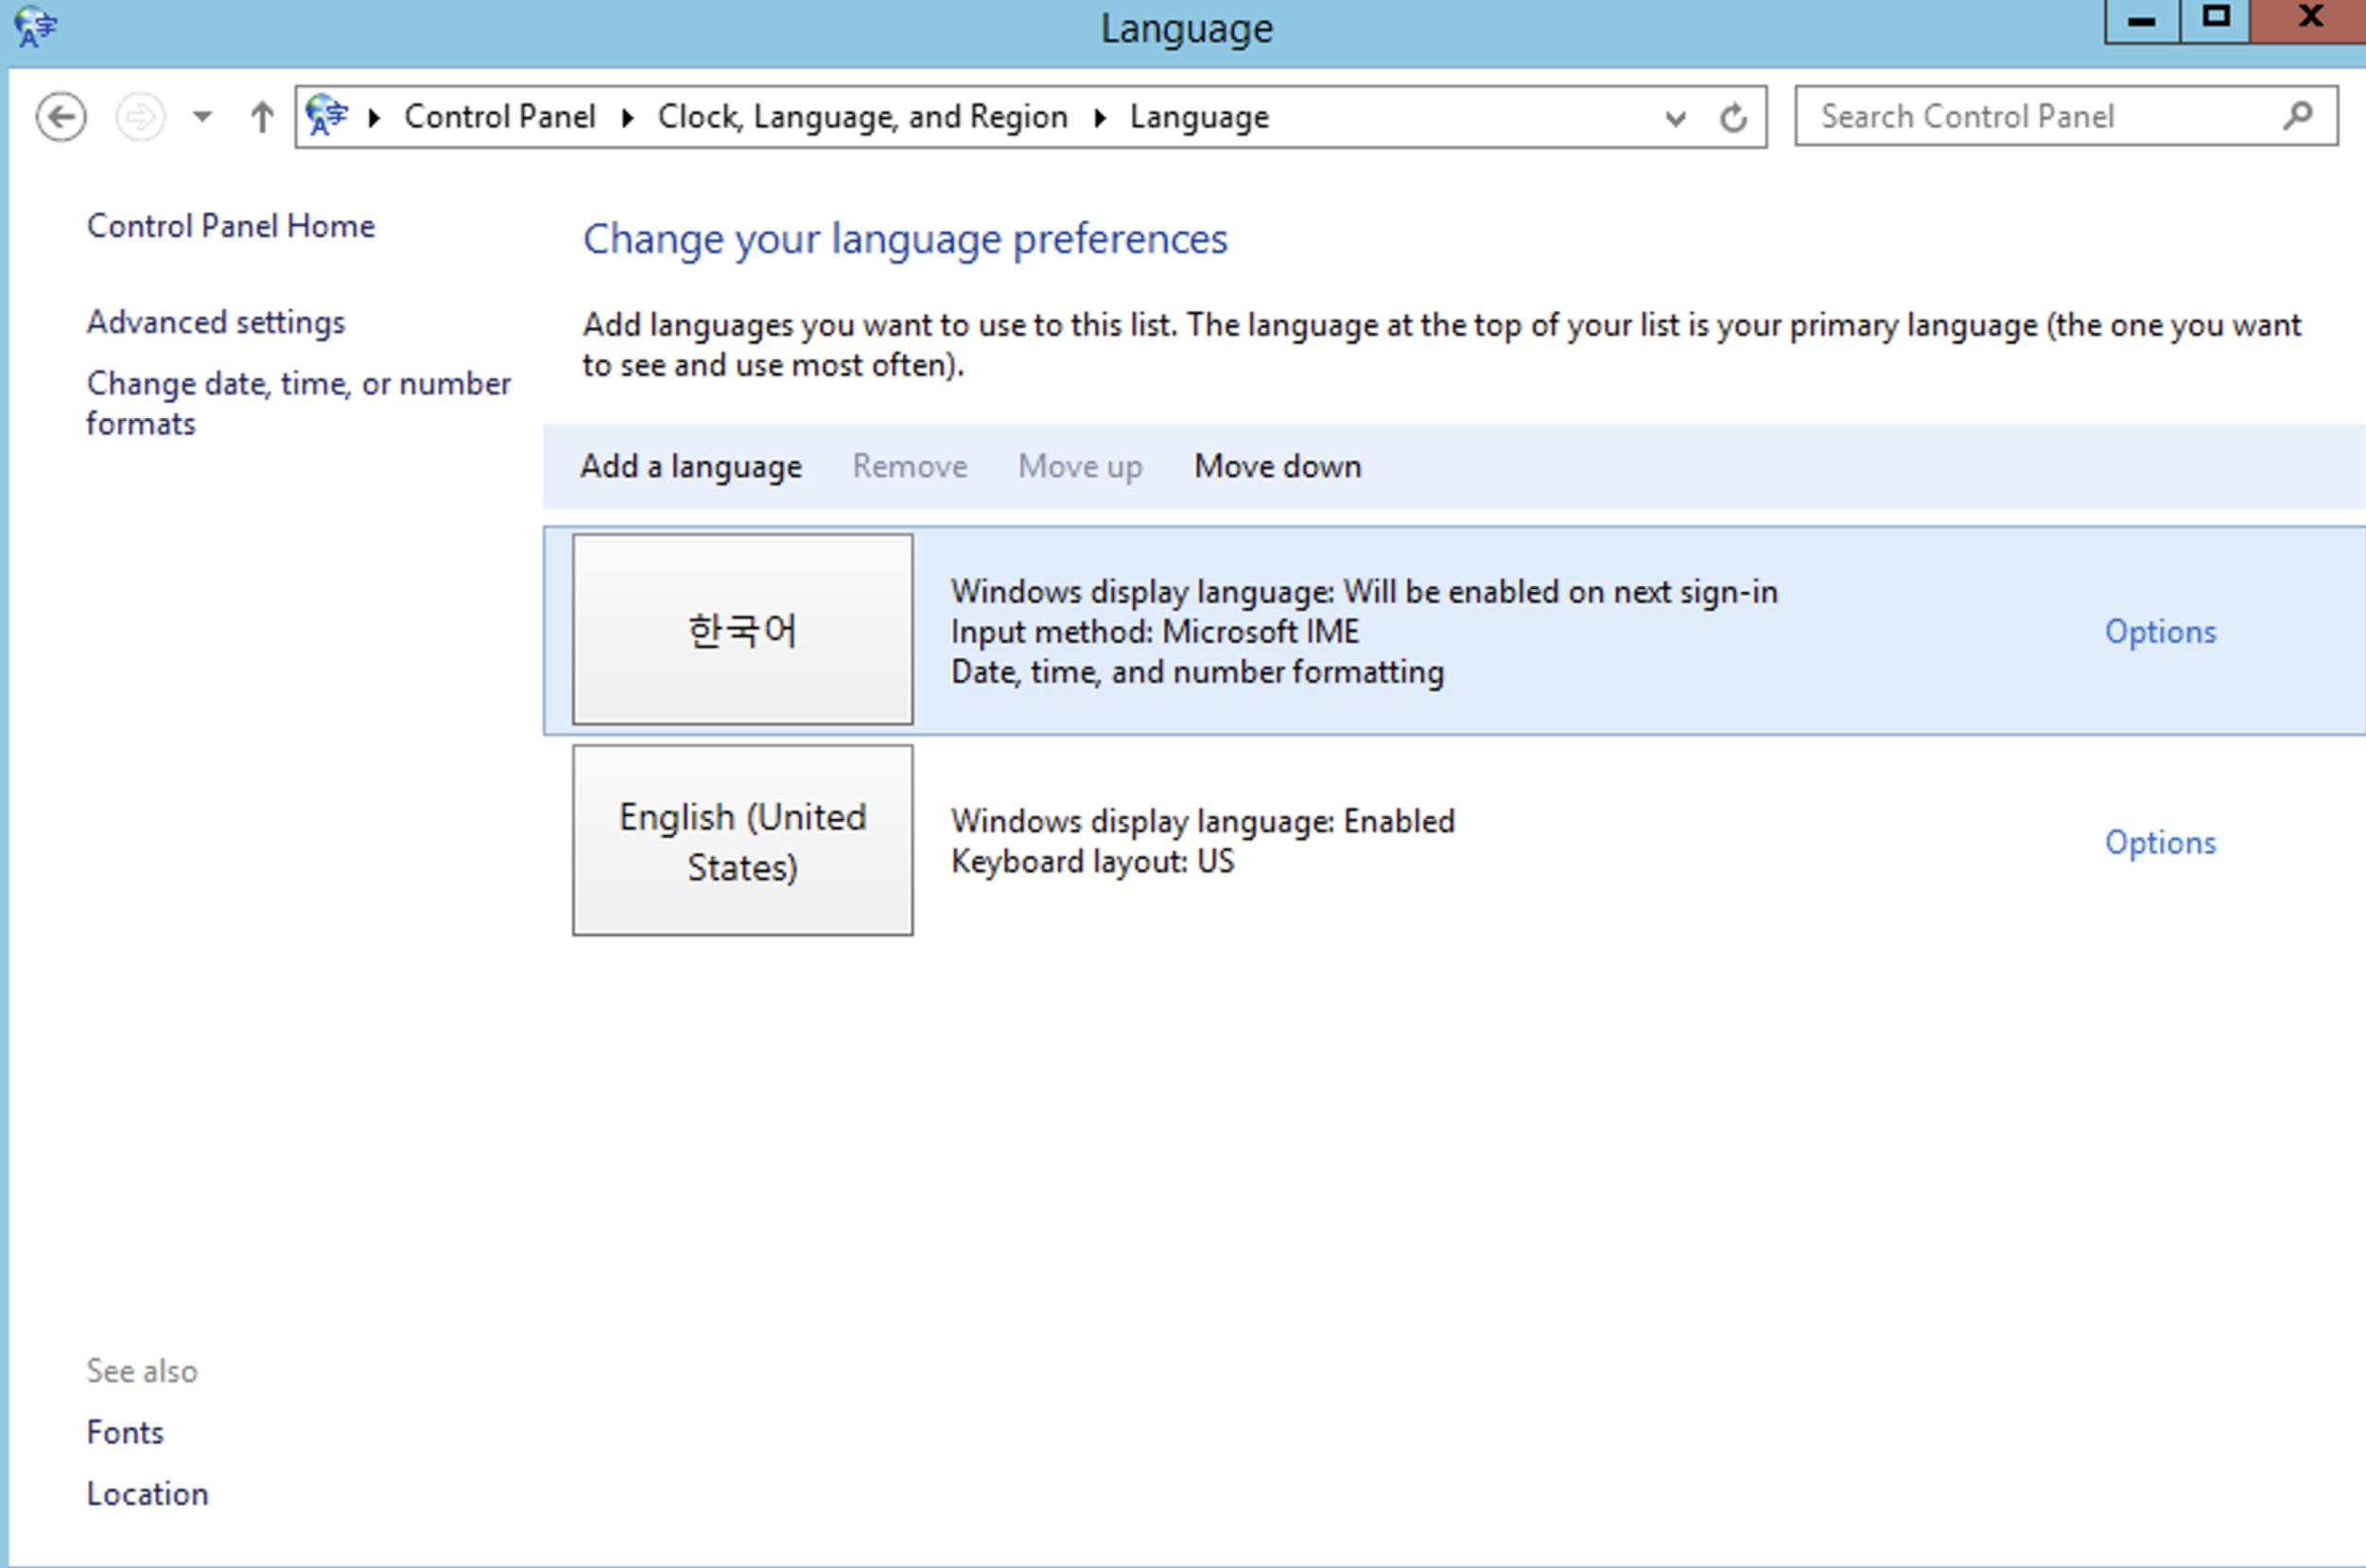 Language
Control Panel Clock, Language, and Region Language
Search Control Panel
Control Panel Home
Advanced settings
Change date, time, or number
formats
Change your language preferences
Add languages you want to use to this list. The language at the top of your list is your primary language (the one you want
to see and use most often).
Add a language Remove Move up Move down
한국어
Windows display language: Will be enabled on next sign-in
Input method: Microsoft IME
Date, time, and number formatting
Options
English (United
States)
Windows display language: Enabled
Keyboard layout: US
Options
See also
Fonts
Location